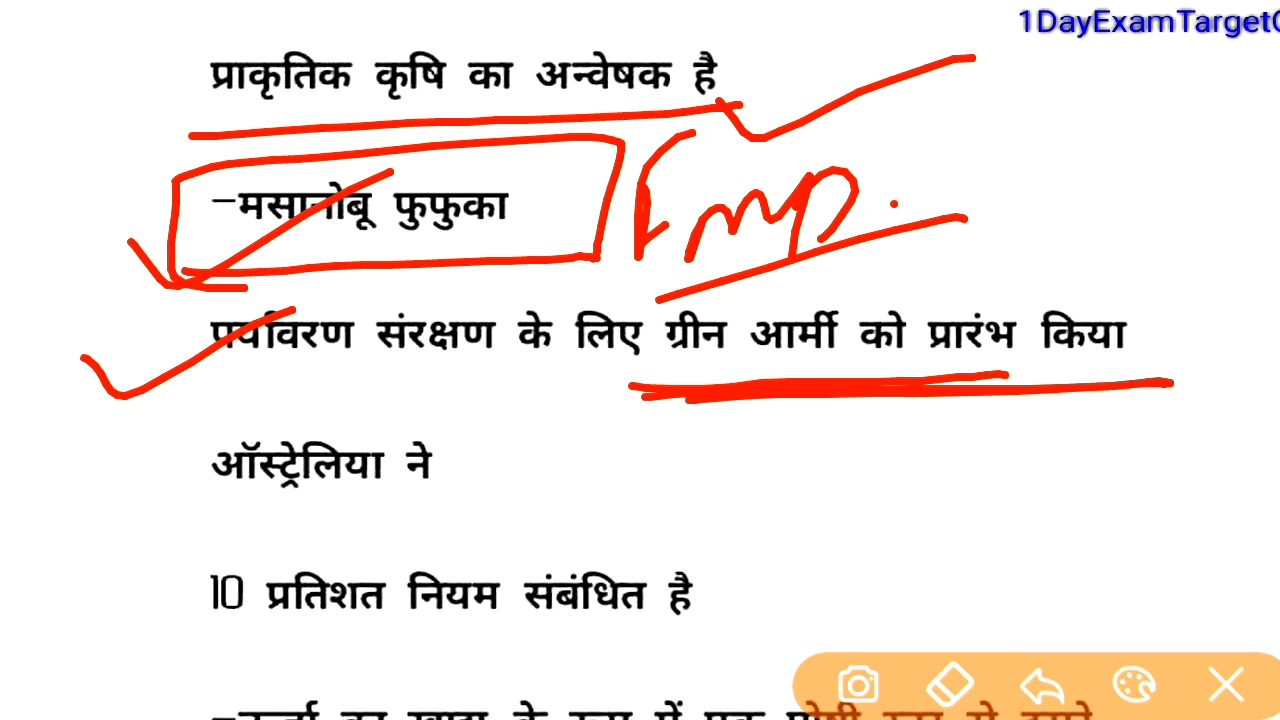 1DayExamTarget
प्राकृतिक कृषि का अन्वेषक है
-मसानोबू फुफुका
Imp.
पर्यावरण संरक्षण के लिए ग्रीन आर्मी को प्रारंभ किया
ऑस्ट्रेलिया ने
10 प्रतिशत नियम संबंधित है